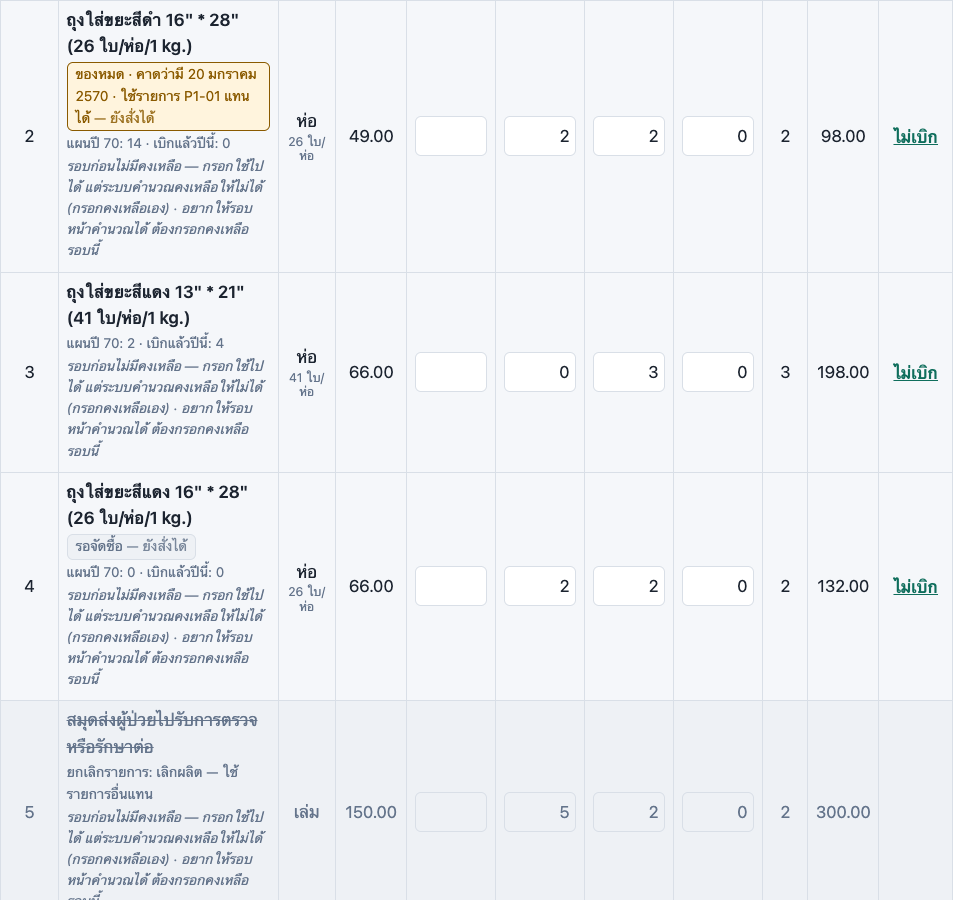 ถุงใส่ขยะสีดำ 16" * 28"
(26 ใบ/ห่อ/1 kg.)
ของหมด · คาดว่ามี 20 มกราคม
2570 · ใช้รายการ P1-01 แทน
ได้ — ยังสั่งได้
แผนปี 70: 14 · เบิกแล้วปีนี้: 0
รอบก่อนไม่มีคงเหลือ — กรอกใช้ไป
ได้ แต่ระบบคำนวณคงเหลือให้ไม่ได้
(กรอกคงเหลือเอง) · อยากให้รอบ
หน้าคำนวณได้ ต้องกรอกคงเหลือ
รอบนี้
2
ห่อ
26 ใบ/
ห่อ
49.00
2
2
0
2
98.00
ไม่เบิก
ถุงใส่ขยะสีแดง 13" * 21"
(41 ใบ/ห่อ/1 kg.)
แผนปี 70: 2 · เบิกแล้วปีนี้: 4
รอบก่อนไม่มีคงเหลือ — กรอกใช้ไป
ได้ แต่ระบบคำนวณคงเหลือให้ไม่ได้
(กรอกคงเหลือเอง) · อยากให้รอบ
หน้าคำนวณได้ ต้องกรอกคงเหลือ
รอบนี้
3
ห่อ
41 ใบ/
ห่อ
66.00
0
3
0
3
198.00
ไม่เบิก
ถุงใส่ขยะสีแดง 16" * 28"
(26 ใบ/ห่อ/1 kg.)
รอจัดซื้อ — ยังสั่งได้
แผนปี 70: 0 · เบิกแล้วปีนี้: 0
รอบก่อนไม่มีคงเหลือ — กรอกใช้ไป
ได้ แต่ระบบคำนวณคงเหลือให้ไม่ได้
(กรอกคงเหลือเอง) · อยากให้รอบ
หน้าคำนวณได้ ต้องกรอกคงเหลือ
รอบนี้
4
ห่อ
26 ใบ/
ห่อ
66.00
2
2
0
2
132.00
ไม่เบิก
สมุดส่งผู้ป่วยไปรับการตรวจ
หรือรักษาต่อ
ยกเลิกรายการ: เลิกผลิต — ใช้
รายการอื่นแทน
รอบก่อนไม่มีคงเหลือ — กรอกใช้ไป
ได้ แต่ระบบคำนวณคงเหลือให้ไม่ได้
(กรอกคงเหลือเอง) · อยากให้รอบ
หน้าคำนวณได้ ต้องกรอกคงเหลือ
5
เล่ม
150.00
5
2
0
2
300.00